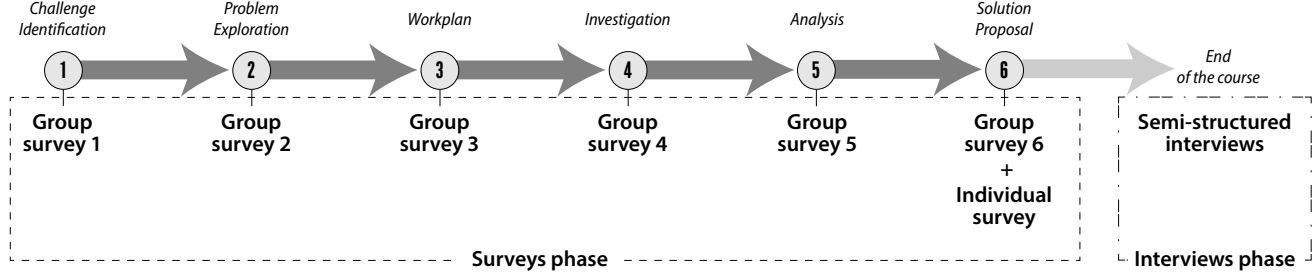 Challenge
Identification
Problem
Exploration
Workplan
Investigation
Analysis
Solution
Proposal
1
2
3
4
5
6
End
of the course
Group
survey 1
Group
survey 2
Group
survey 3
Group
survey 4
Group
survey 5
Group
survey 6
+
Individual
survey
Semi-structured
interviews
Surveys phase
Interviews phase